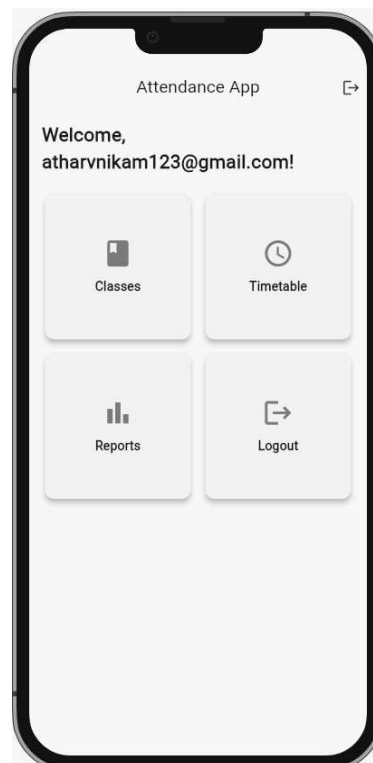 Attendance App
Welcome,
atharvnikam123@gmail.com!
Classes
Timetable
Reports
Logout